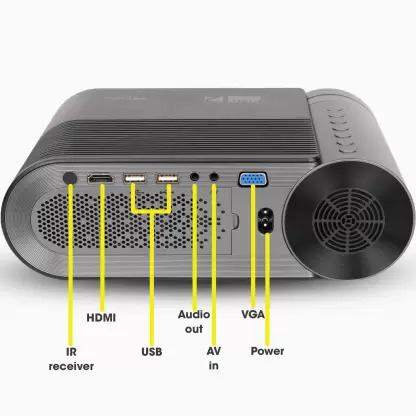 HDMI
Audio
out
VGA
IR
receiver
USB
AV
in
Power